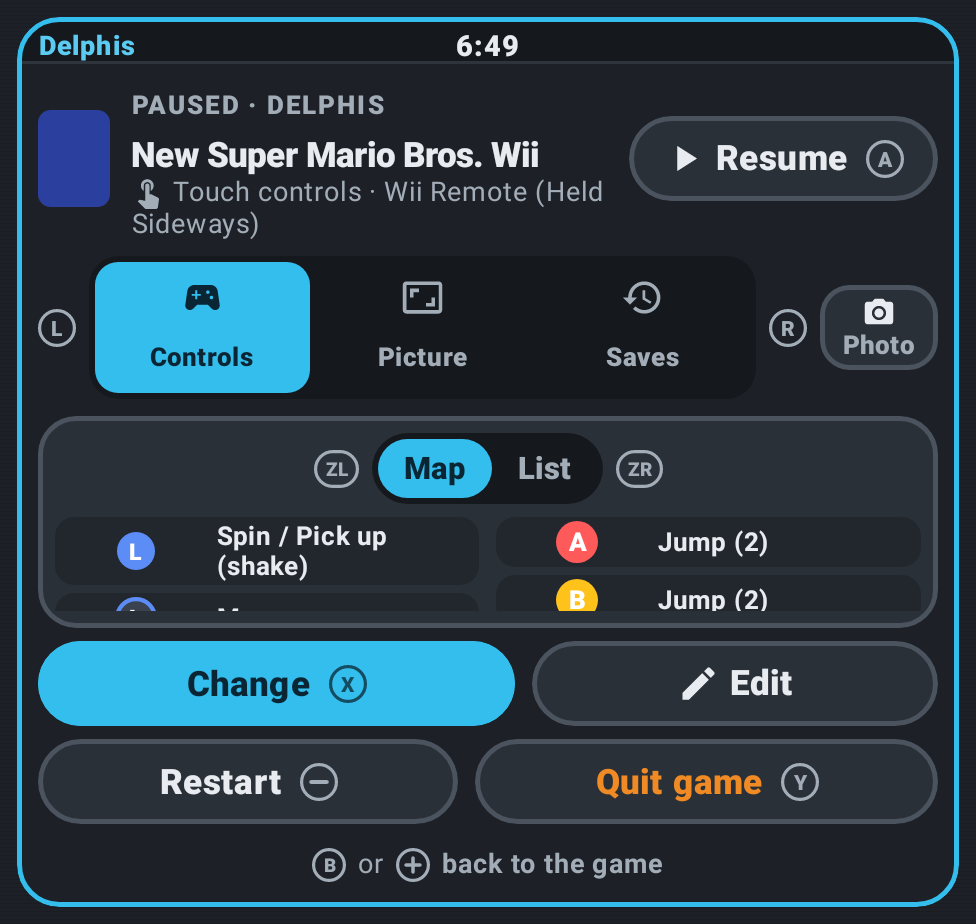 Delphis
6:49
PAUSED · DELPHIS
New Super Mario Bros. Wii
Touch controls · Wii Remote (Held
Sideways)
Resume A
L
Controls
Picture
Saves
R
Photo
ZL
Map
List
ZR
L Spin / Pick up
(shake)
A Jump (2)
B Jump (2)
Change X
Edit
Restart
Quit game Y
B or + back to the game